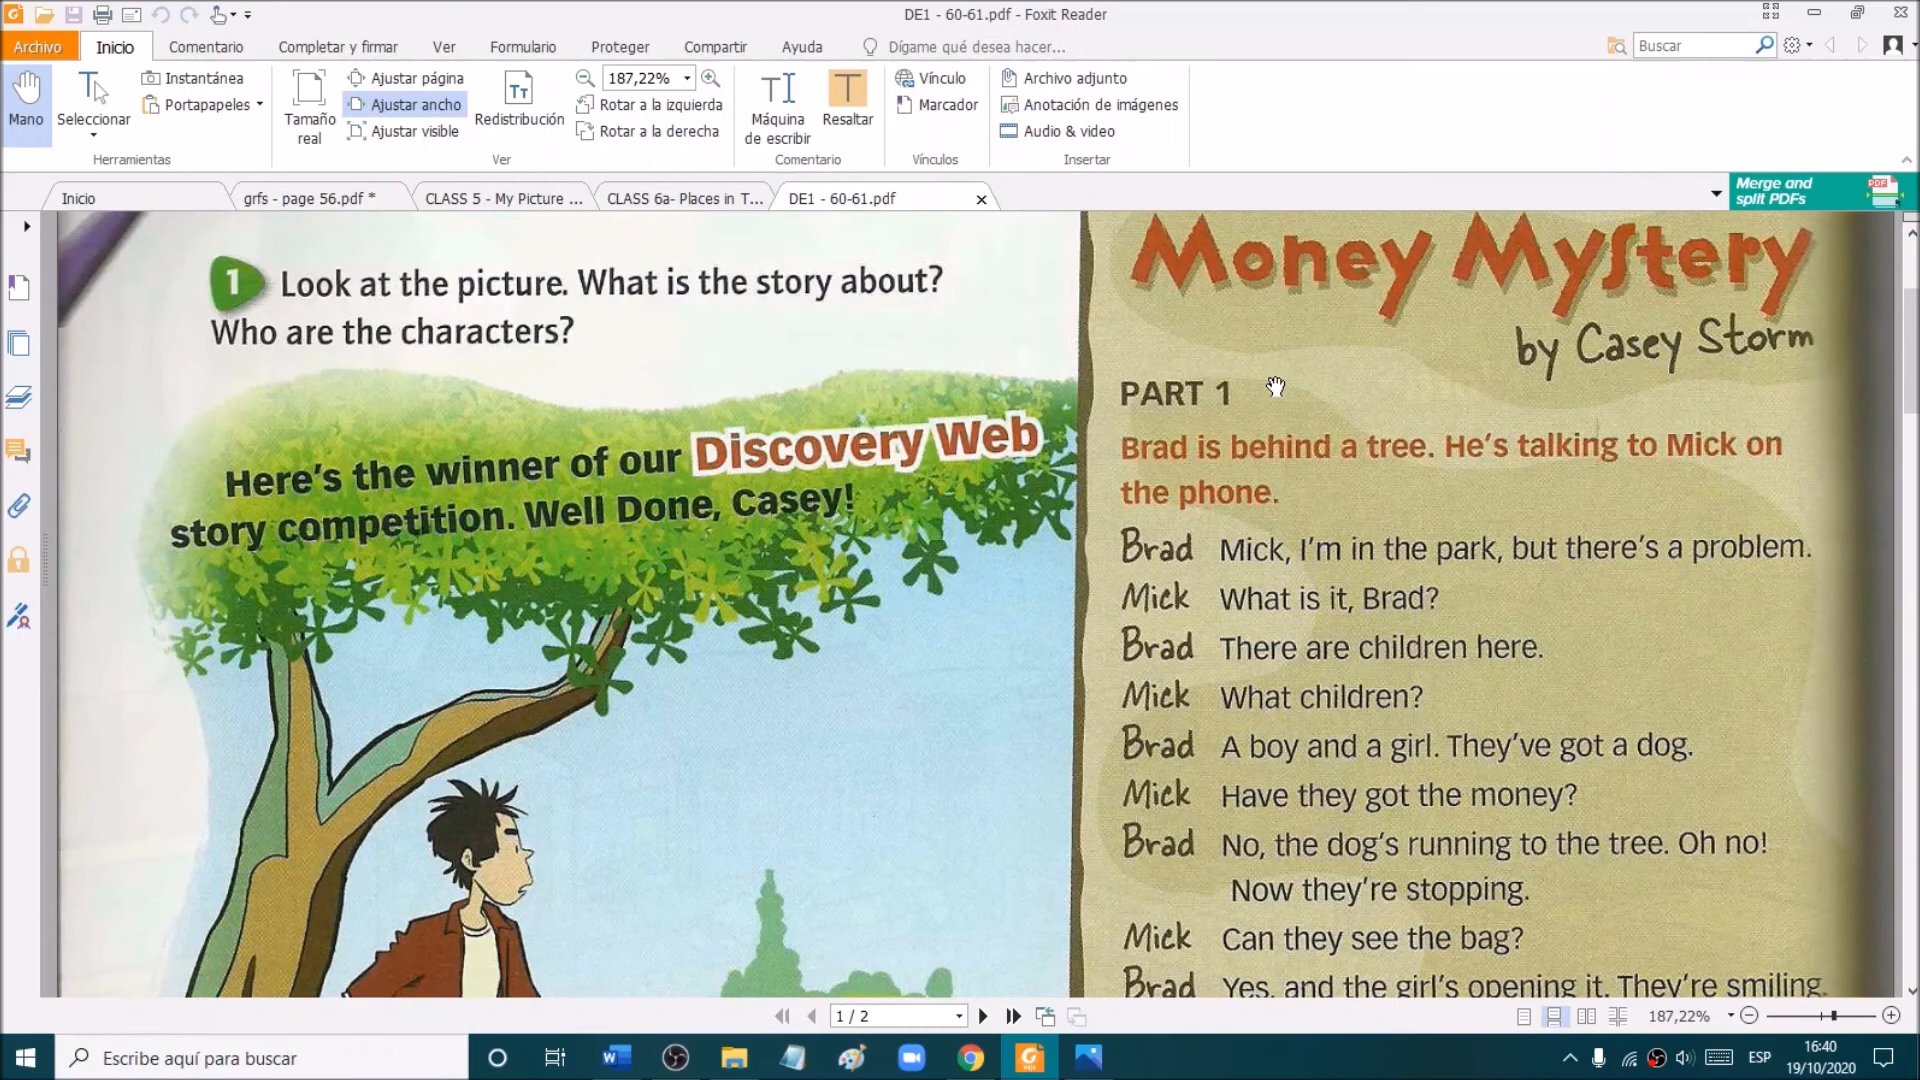 DE1 - 60-61.pdf - Foxit Reader
Archivo Inicio Comentario Completar y firmar Ver Formulario Proteger Compartir Ayuda Dígame qué desea hacer... Buscar
Mano
Seleccionar
Instantánea
Portapapeles
Herramientas
Tamaño
real
Ajustar página
Ajustar ancho
Ajustar visible
Redistribución
187,22%
Rotar a la izquierda
Rotar a la derecha
Ver
Máquina
de escribir
Resaltar
Comentario
Vínculo
Marcador
Vínculos
Archivo adjunto
Anotación de imágenes
Audio & video
Insertar
Inicio grfs - page 56.pdf * CLASS 5 - My Picture ... CLASS 6a- Places in T... DE1 - 60-61.pdf
Merge and
split PDFs
PDF
1 Look at the picture. What is the story about?
Who are the characters?
Here's the winner of our Discovery Web
story competition. Well Done, Casey!
Money Mystery
by Casey Storm
PART 1
Brad is behind a tree. He's talking to Mick on
the phone.
Brad Mick, I'm in the park, but there's a problem.
Mick What is it, Brad?
Brad There are children here.
Mick What children?
Brad A boy and a girl. They've got a dog.
Mick Have they got the money?
Brad No, the dog's running to the tree. Oh no!
Now they're stopping.
Mick Can they see the bag?
Brad Yes, and the girl's opening it. They're smiling.
1 / 2
187,22%
Escribe aquí para buscar
ESP
16:40
19/10/2020